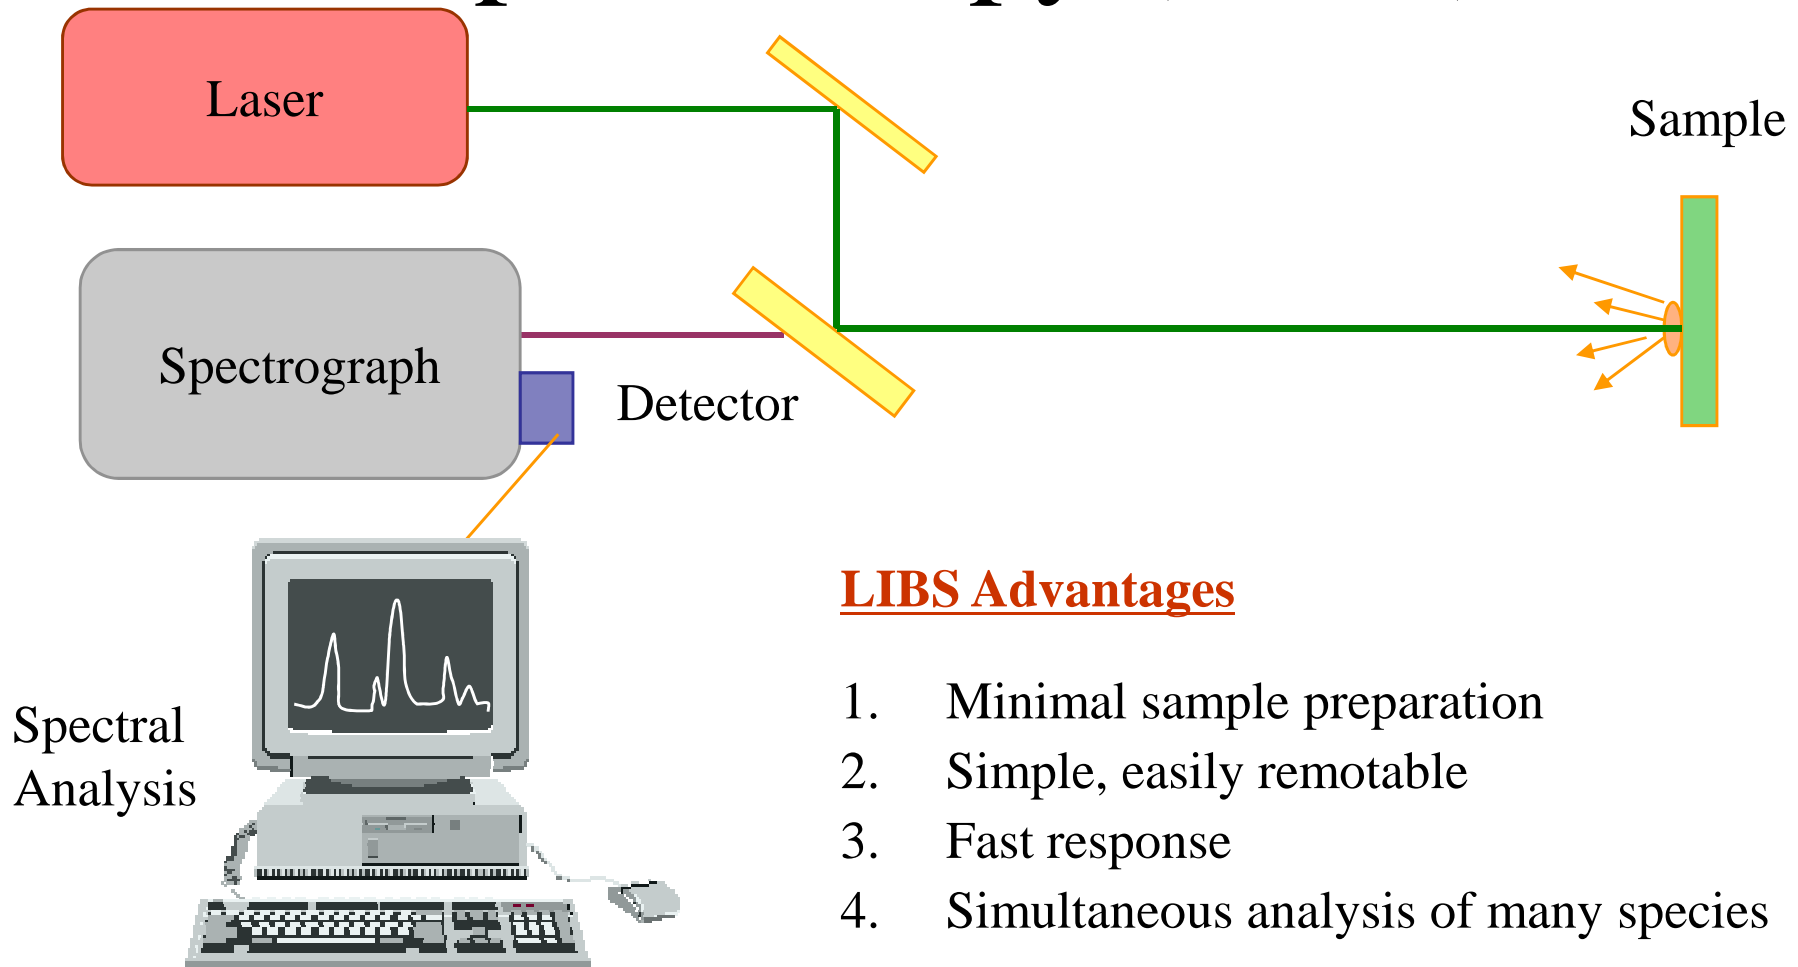 Laser
Sample
Spectrograph
Detector
LIBS Advantages
1. Minimal sample preparation
2. Simple, easily remotable
3. Fast response
4. Simultaneous analysis of many species
Spectral
Analysis